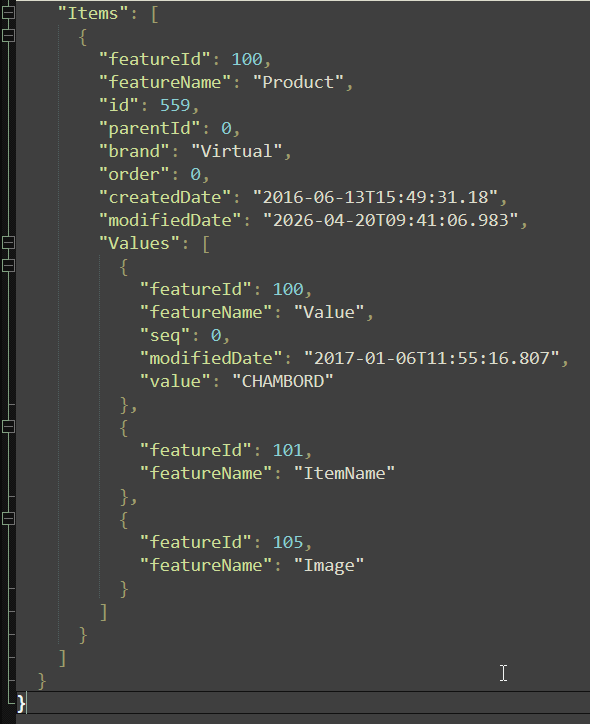 "Items": [
{
"featureId": 100,
"featureName": "Product",
"id": 559,
"parentId": 0,
"brand": "Virtual",
"order": 0,
"createdDate": "2016-06-13T15:49:31.18",
"modifiedDate": "2026-04-20T09:41:06.983",
"Values": [
{
"featureId": 100,
"featureName": "Value",
"seq": 0,
"modifiedDate": "2017-01-06T11:55:16.807",
"value": "CHAMBORD"
},
{
"featureId": 101,
"featureName": "ItemName"
},
{
"featureId": 105,
"featureName": "Image"
}
]
}
]
}
}